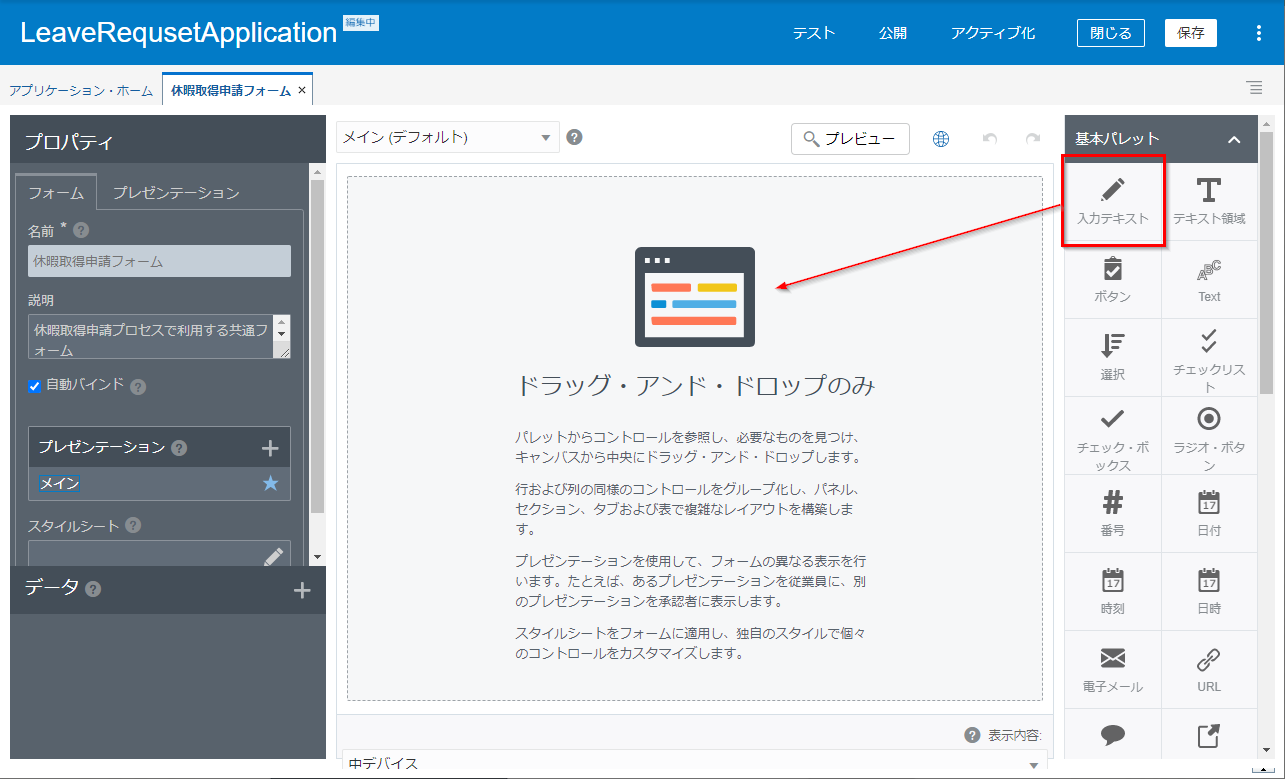 LeaveRequsetApplication 編集中
テスト 公開 アクティブ化 閉じる 保存
アプリケーション・ホーム 休暇取得申請フォーム ×
プロパティ
フォーム プレゼンテーション
名前 * ?
休暇取得申請フォーム
説明
休暇取得申請プロセスで利用する共通フ
ォーム
自動バインド ?
プレゼンテーション ? +
メイン
スタイルシート ?
データ ? +
メイン (デフォルト) ?
プレビュー
ドラッグ・アンド・ドロップのみ
パレットからコントロールを参照し、必要なものを見つけ、
キャンバスから中央にドラッグ・アンド・ドロップします。
行および列の同様のコントロールをグループ化し、パネル、
セクション、タブおよび表で複雑なレイアウトを構築しま
す。
プレゼンテーションを使用して、フォームの異なる表示を行
います。たとえば、あるプレゼンテーションを従業員に、別
のプレゼンテーションを承認者に表示します。
スタイルシートをフォームに適用し、独自のスタイルで個々
のコントロールをカスタマイズします。
? 表示内容:
中デバイス
基本パレット
入力テキスト
T
テキスト領域
ボタン
ABC
Text
選択
チェックリス
ト
チェック・ボ
ックス
ラジオ・ボタ
ン
#
番号
17
日付
17
時刻
17
日時
電子メール
URL